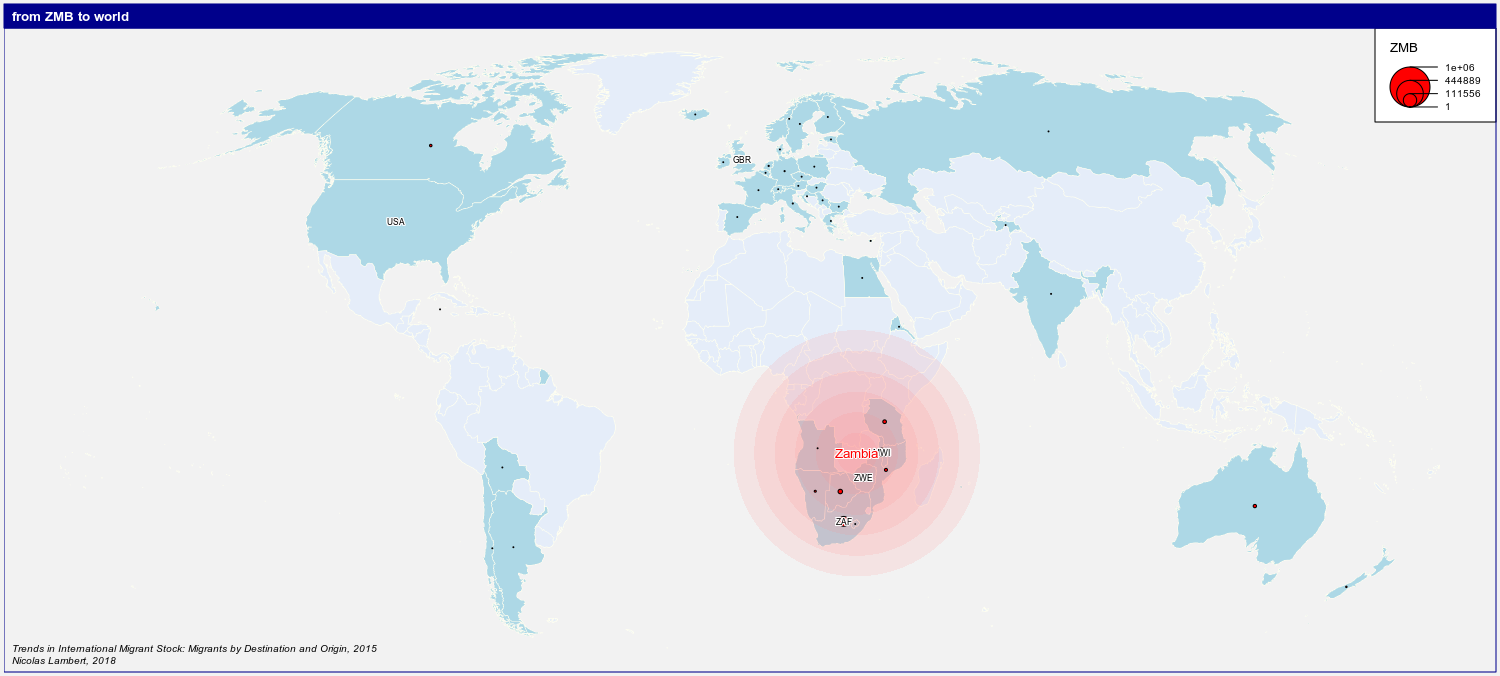 from ZMB to world
ZMB
1e+06
444889
111556
1
GBR
USA
Zambia
ZWE
ZAF
Trends in International Migrant Stock: Migrants by Destination and Origin, 2015
Nicolas Lambert, 2018